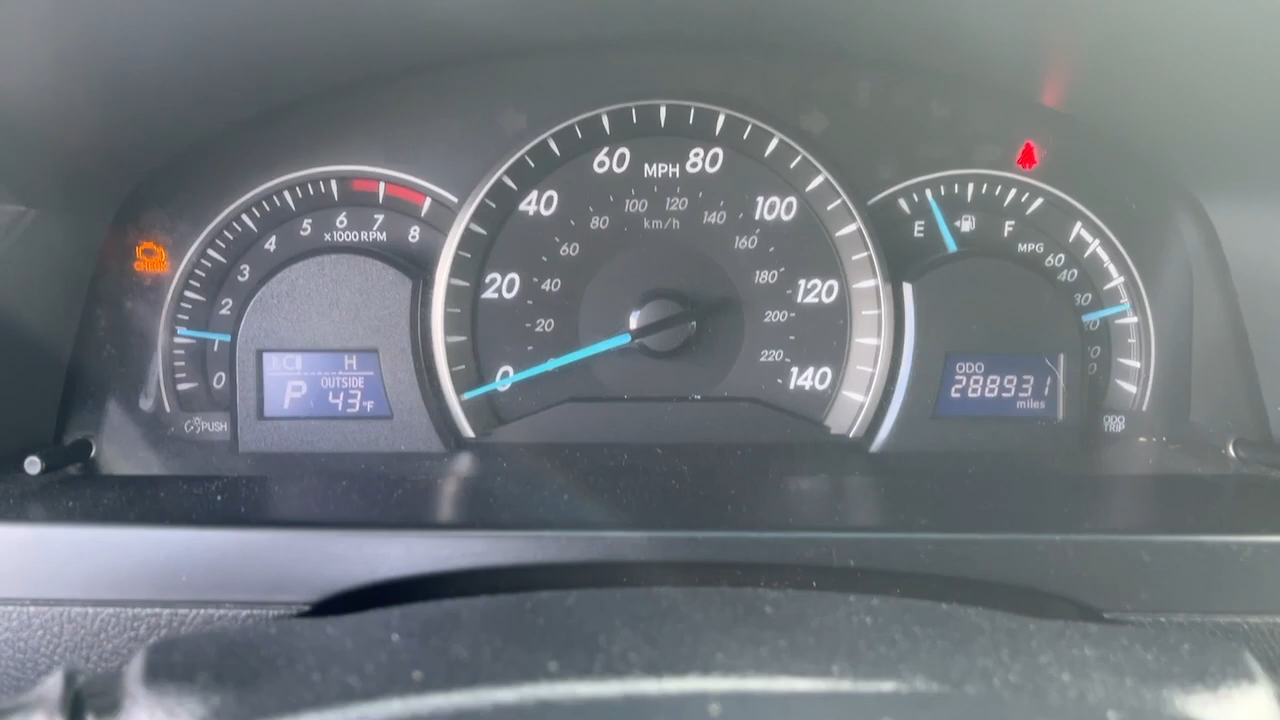 CHECK
0
1
2
3
4
5
6
7
8
x1000RPM
C H
P
OUTSIDE
43°F
PUSH
0
20
40
60
80
100
120
140
MPH
20
40
60
80
100
120
140
160
180
200
220
km/h
E F
MPG
60
40
30
0
ODO
288931
miles
ODO
TRIP